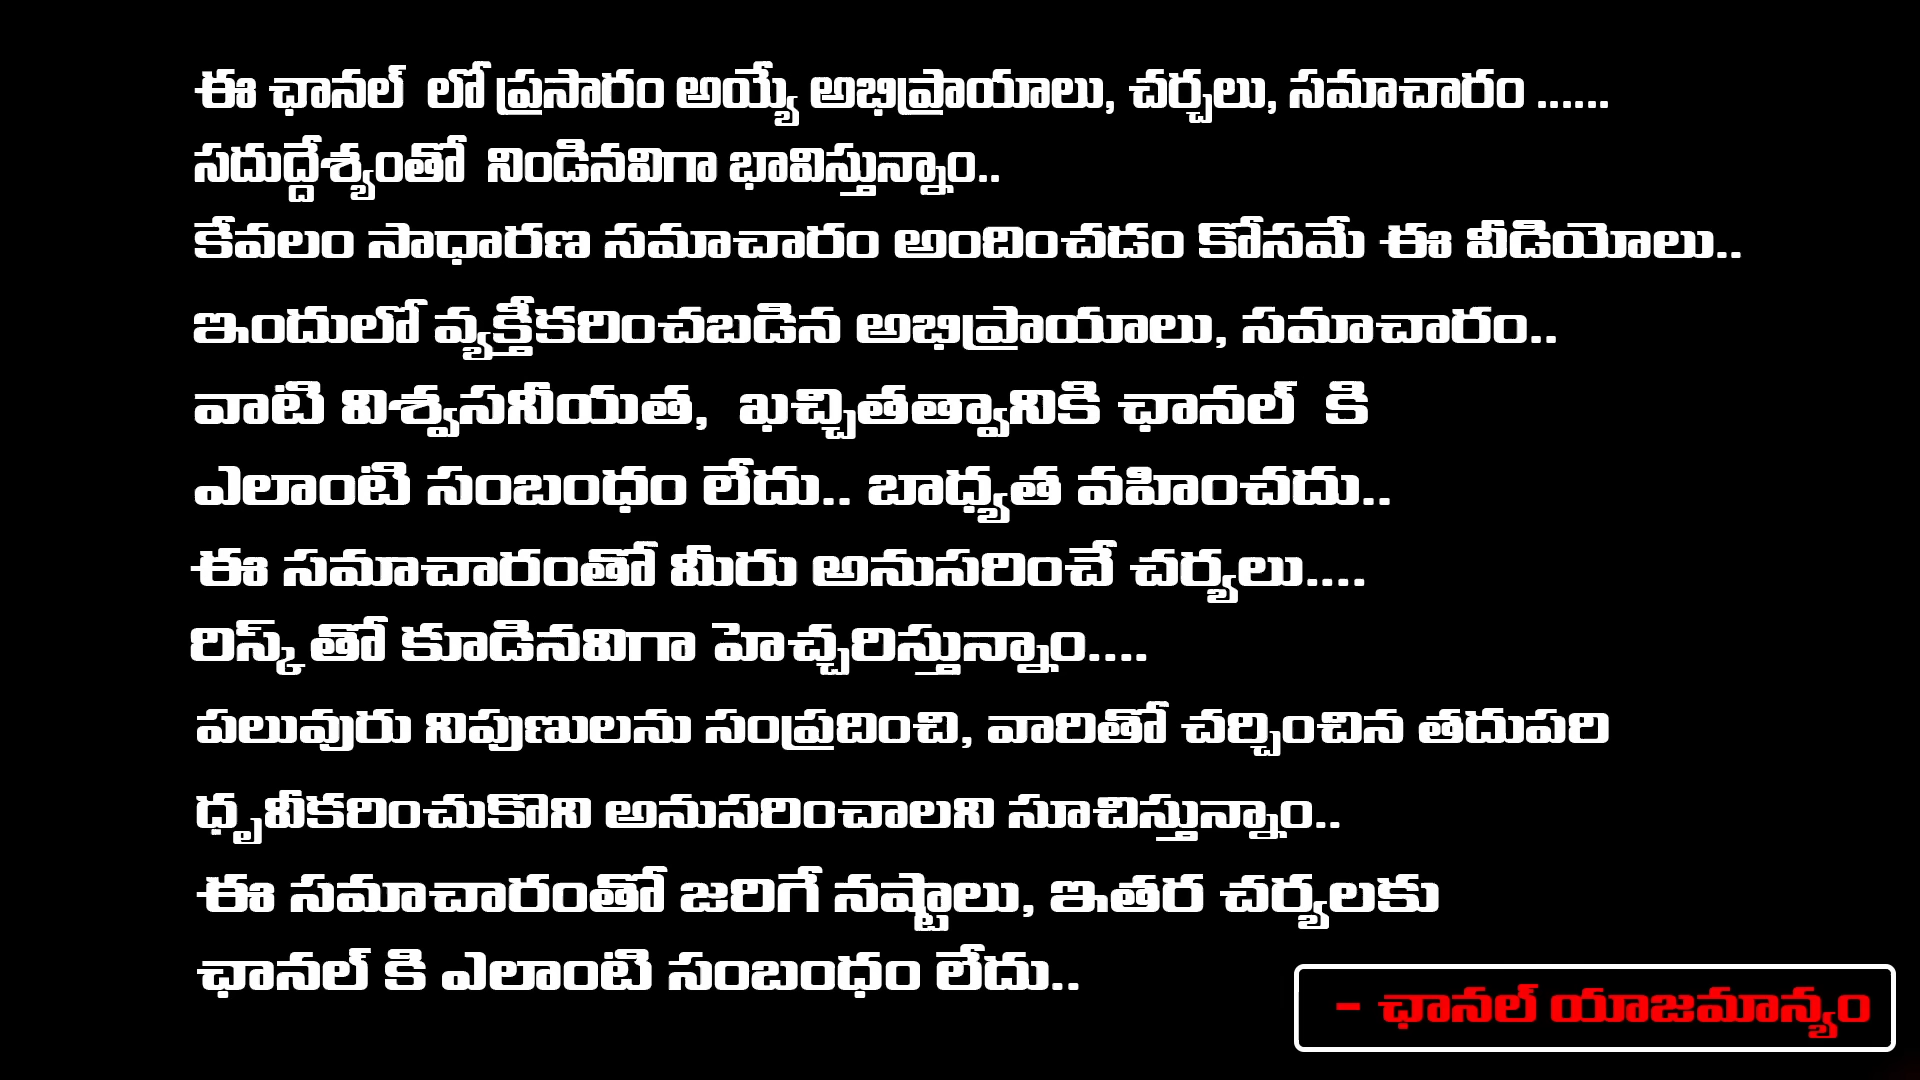 ఈ ఛానల్ లో ప్రసారం అయ్యే అభిప్రాయాలు, చర్చలు, సమాచారం ......
సదుద్దేశ్యంతో నిండినవిగా భావిస్తున్నాం..
కేవలం సాధారణ సమాచారం అందించడం కోసమే ఈ వీడియోలు..
ఇందులో వ్యక్తీకరించబడిన అభిప్రాయాలు, సమాచారం..
వాటి విశ్వసనీయత, ఖచ్చితత్వానికి ఛానల్ కి
ఎలాంటి సంబంధం లేదు.. బాధ్యత వహించదు..
ఈ సమాచారంతో మీరు అనుసరించే చర్యలు....
రిస్క్ తో కూడినవిగా హెచ్చరిస్తున్నాం....
పలువురు నిపుణులను సంప్రదించి, వారితో చర్చించిన తదుపరి
ధృవీకరించుకొని అనుసరించాలని సూచిస్తున్నాం..
ఈ సమాచారంతో జరిగే నష్టాలు, ఇతర చర్యలకు
ఛానల్ కి ఎలాంటి సంబంధం లేదు..
- ఛానల్ యాజమాన్యం